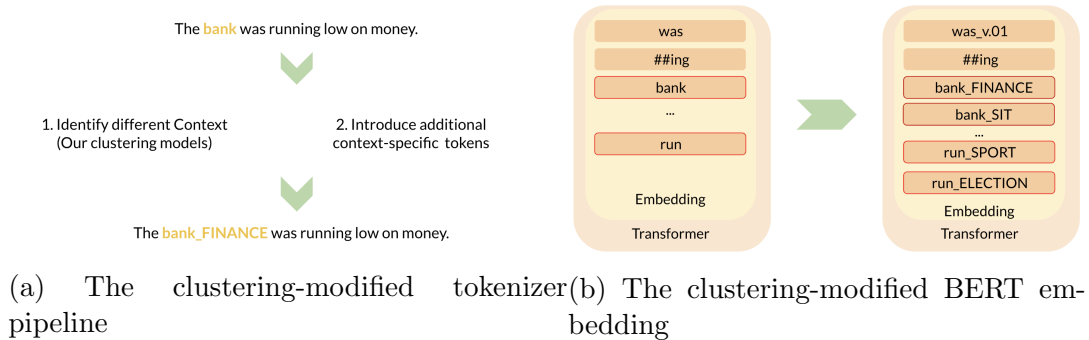 The bank was running low on money.
1. Identify different Context
(Our clustering models)
2. Introduce additional
context-specific tokens
The bank_FINANCE was running low on money.
(a) The clustering-modified tokenizer
pipeline
was
##ing
bank
...
run
Embedding
Transformer
was_v.01
##ing
bank_FINANCE
bank_SIT
...
run_SPORT
run_ELECTION
Embedding
Transformer
(b) The clustering-modified BERT em-
bedding